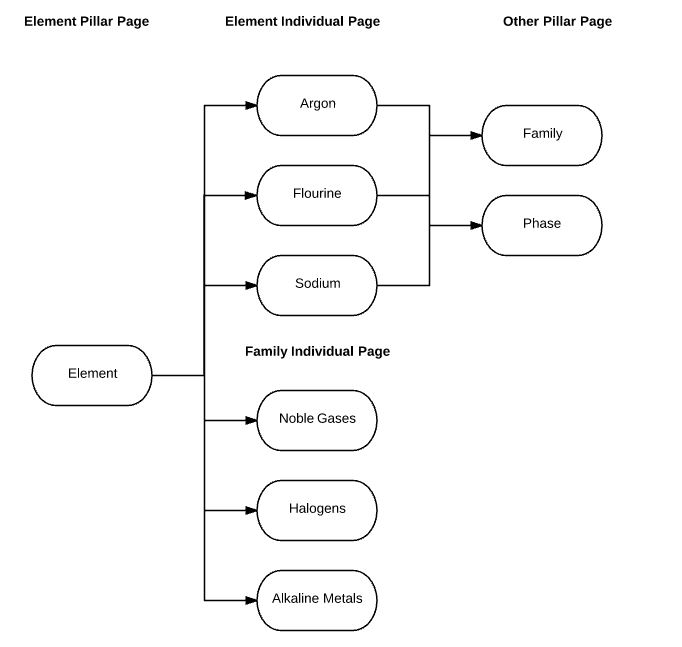 Element Pillar Page
Element Individual Page
Other Pillar Page
Argon
Family
Flourine
Phase
Sodium
Family Individual Page
Element
Noble Gases
Halogens
Alkaline Metals